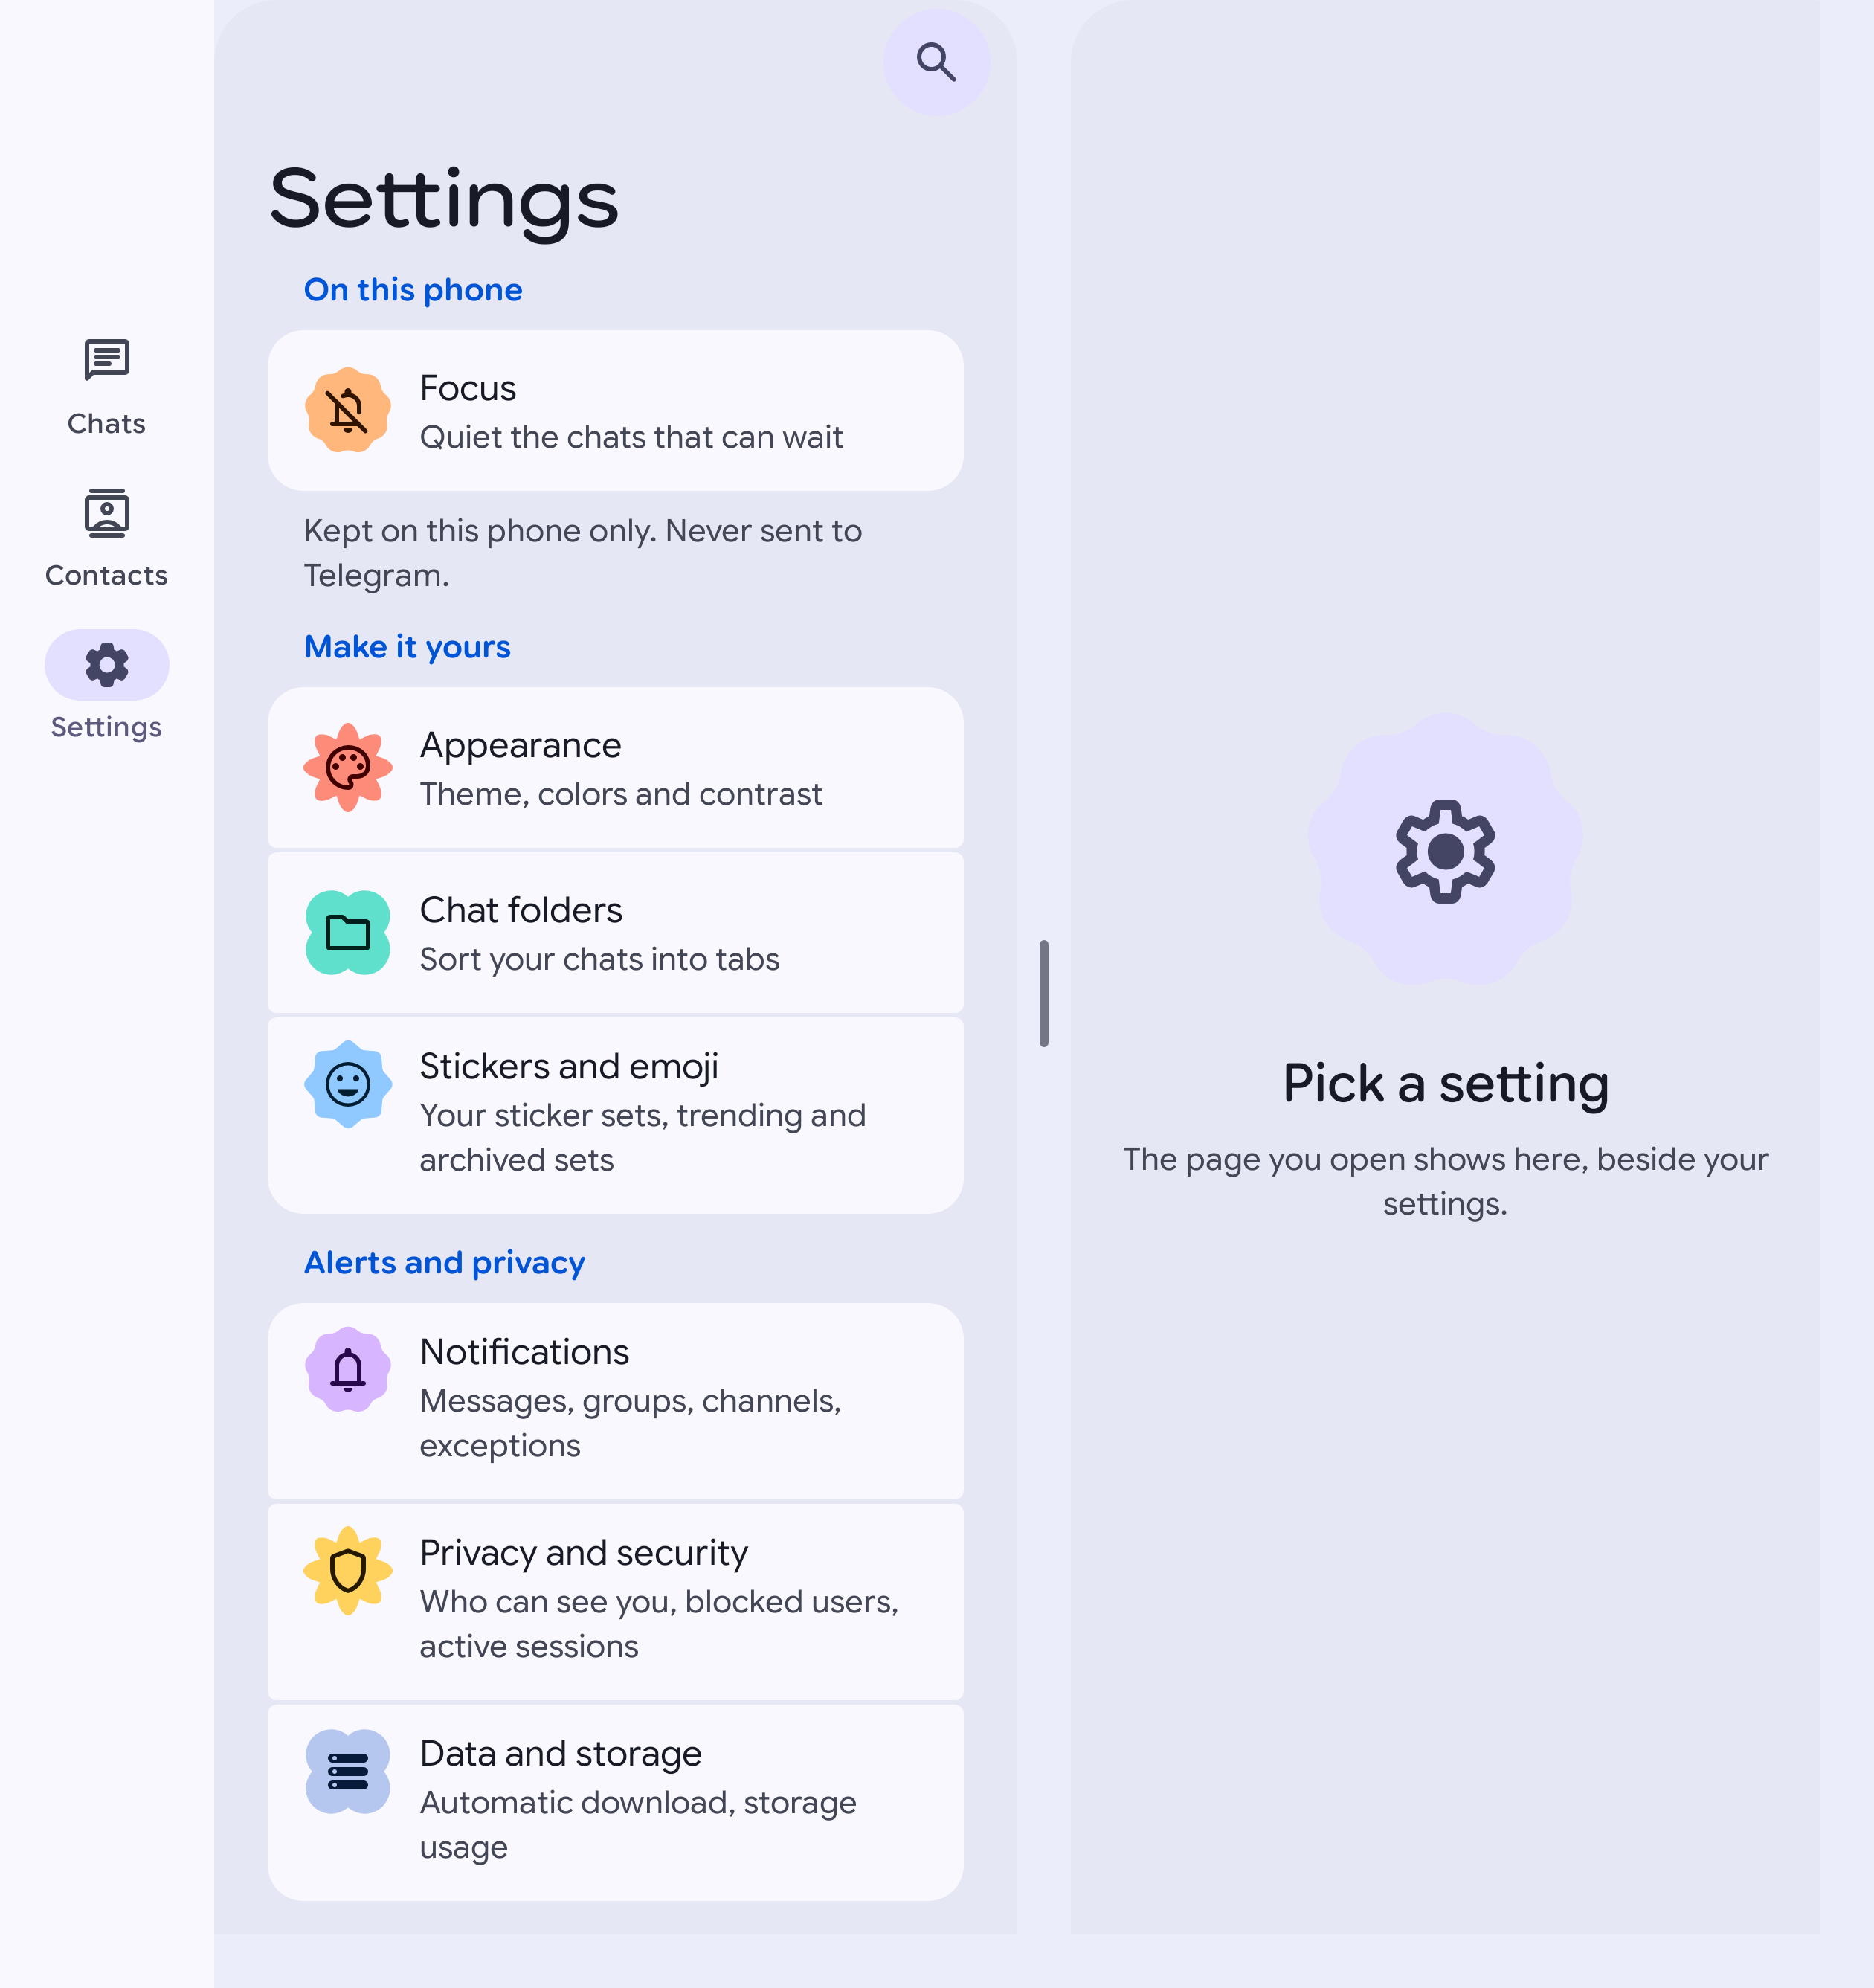 Chats
Contacts
Settings
Settings
On this phone
Focus
Quiet the chats that can wait
Kept on this phone only. Never sent to
Telegram.
Make it yours
Appearance
Theme, colors and contrast
Chat folders
Sort your chats into tabs
Stickers and emoji
Your sticker sets, trending and
archived sets
Alerts and privacy
Notifications
Messages, groups, channels,
exceptions
Privacy and security
Who can see you, blocked users,
active sessions
Data and storage
Automatic download, storage
usage
Pick a setting
The page you open shows here, beside your
settings.